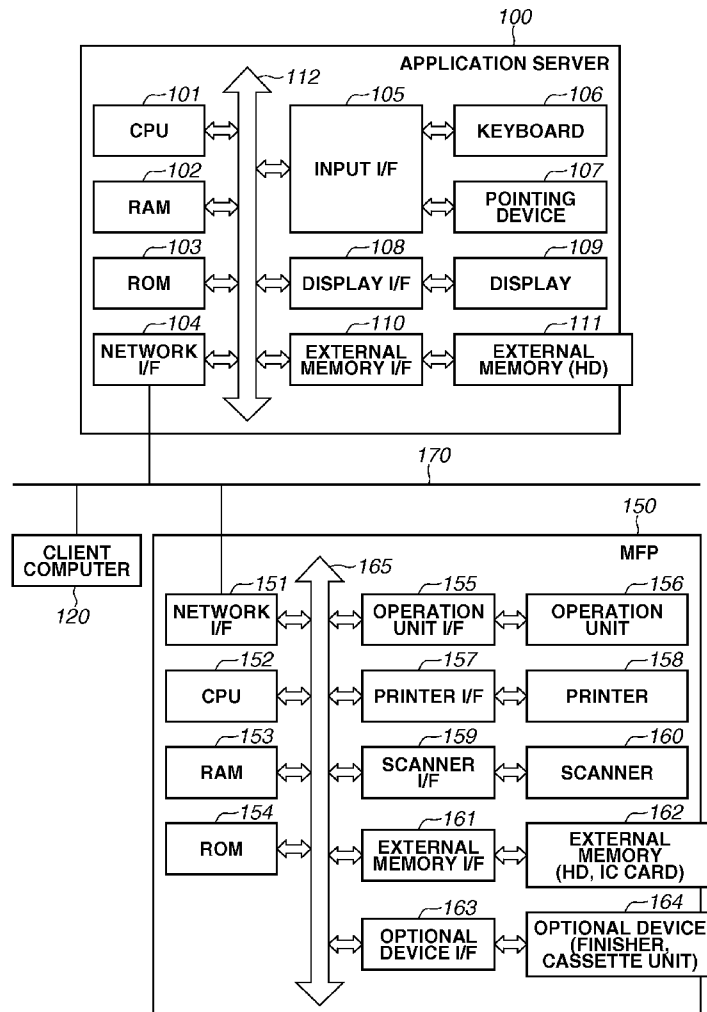 100
APPLICATION SERVER
112
101
CPU
105
INPUT I/F
106
KEYBOARD
102
RAM
107
POINTING
DEVICE
103
ROM
108
DISPLAY I/F
109
DISPLAY
104
NETWORK
I/F
110
EXTERNAL
MEMORY I/F
111
EXTERNAL
MEMORY (HD)
170
CLIENT
COMPUTER
120
150
MFP
165
151
NETWORK
I/F
155
OPERATION
UNIT I/F
156
OPERATION
UNIT
152
CPU
157
PRINTER I/F
158
PRINTER
153
RAM
159
SCANNER
I/F
160
SCANNER
154
ROM
161
EXTERNAL
MEMORY I/F
162
EXTERNAL
MEMORY
(HD, IC CARD)
163
OPTIONAL
DEVICE I/F
164
OPTIONAL DEVICE
(FINISHER,
CASSETTE UNIT)